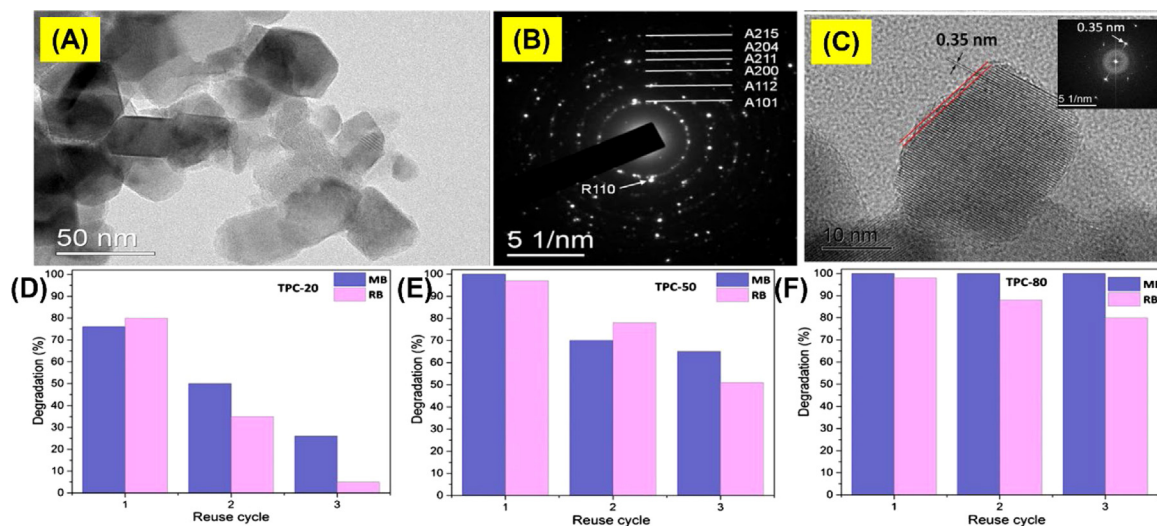 (A)
50 nm
(B)
A215
A204
A211
A200
A112
A101
R110
5 1/nm
(C)
0.35 nm
0.35 nm
5 1/nm
10 nm
(D)
TPC-20
MB
RB
Degradation (%)
100
90
80
70
60
50
40
30
20
10
0
1 2 3
Reuse cycle
(E)
TPC-50
MB
RB
Degradation (%)
100
90
80
70
60
50
40
30
20
10
0
1 2 3
Reuse cycle
(F)
TPC-80
MB
RB
Degradation (%)
100
90
80
70
60
50
40
30
20
10
0
1 2 3
Reuse cycle